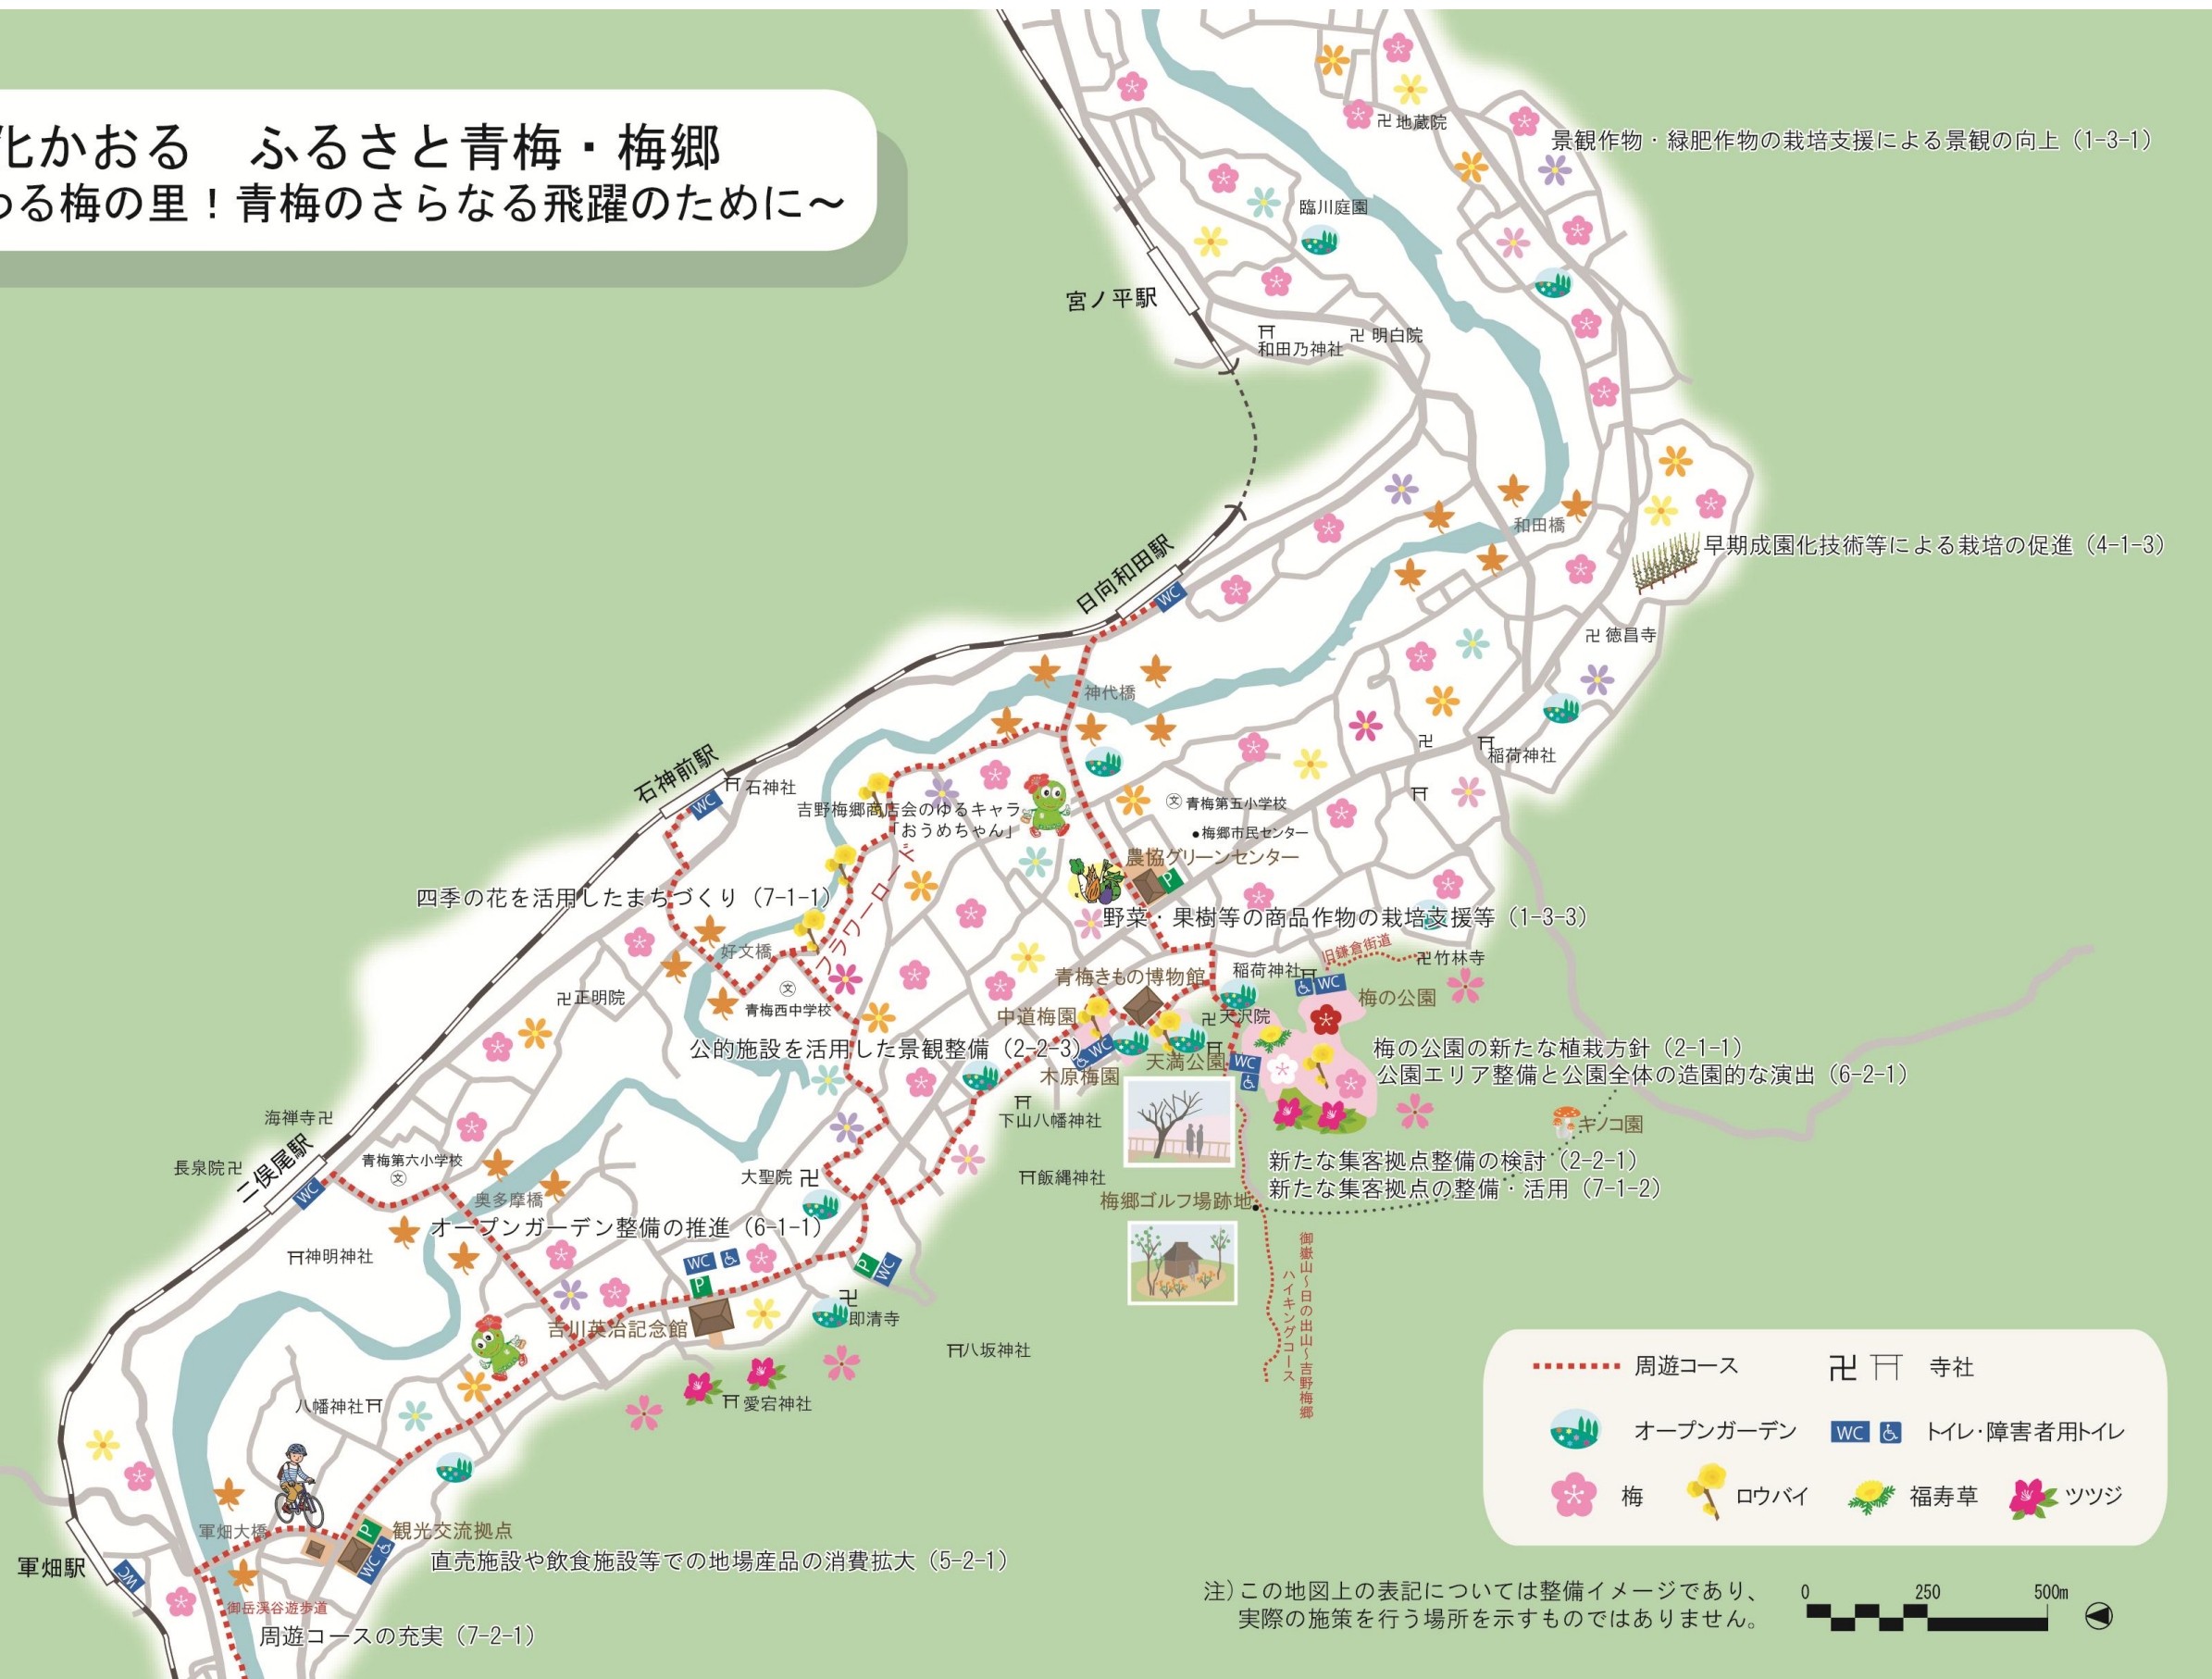 かおる　ふるさと青梅・梅郷
わる梅の里！青梅のさらなる飛躍のために～
卍 地蔵院
景観作物・緑肥作物の栽培支援による景観の向上（1-3-1）
臨川庭園
宮ノ平駅
和田乃神社
卍 明白院
和田橋
早期成園化技術等による栽培の促進（4-1-3）
日向和田駅
WC
卍 徳昌寺
神代橋
卍
稲荷神社
石神前駅
WC
石神社
吉野梅郷商店会のゆるキャラ
「おうめちゃん」
文 青梅第五小学校
●梅郷市民センター
農協グリーンセンター
P
四季の花を活用したまちづくり（7-1-1）
フラワーロード
野菜・果樹等の商品作物の栽培支援等（1-3-3）
好文橋
旧鎌倉街道
卍竹林寺
卍正明院
文
青梅西中学校
青梅きもの博物館
稲荷神社
WC
梅の公園
中道梅園
卍天沢院
公的施設を活用した景観整備（2-2-3）
WC
天満公園
WC
木原梅園
梅の公園の新たな植栽方針（2-1-1）
公園エリア整備と公園全体の造園的な演出（6-2-1）
海禅寺卍
下山八幡神社
キノコ園
長泉院卍
二俣尾駅
WC
青梅第六小学校
文
大聖院 卍
飯縄神社
新たな集客拠点整備の検討（2-2-1）
新たな集客拠点の整備・活用（7-1-2）
奥多摩橋
梅郷ゴルフ場跡地
オープンガーデン整備の推進（6-1-1）
神明神社
WC
P
P
WC
御嶽山～日の出山～吉野梅郷
ハイキングコース
吉川英治記念館
卍
即清寺
八坂神社
八幡神社
愛宕神社
軍畑大橋
P
WC
観光交流拠点
軍畑駅
WC
直売施設や飲食施設等での地場産品の消費拡大（5-2-1）
御岳渓谷遊歩道
周遊コースの充実（7-2-1）
周遊コース
卍 寺社
オープンガーデン
WC トイレ・障害者用トイレ
梅
ロウバイ
福寿草
ツツジ
注）この地図上の表記については整備イメージであり、
実際の施策を行う場所を示すものではありません。
0 250 500m